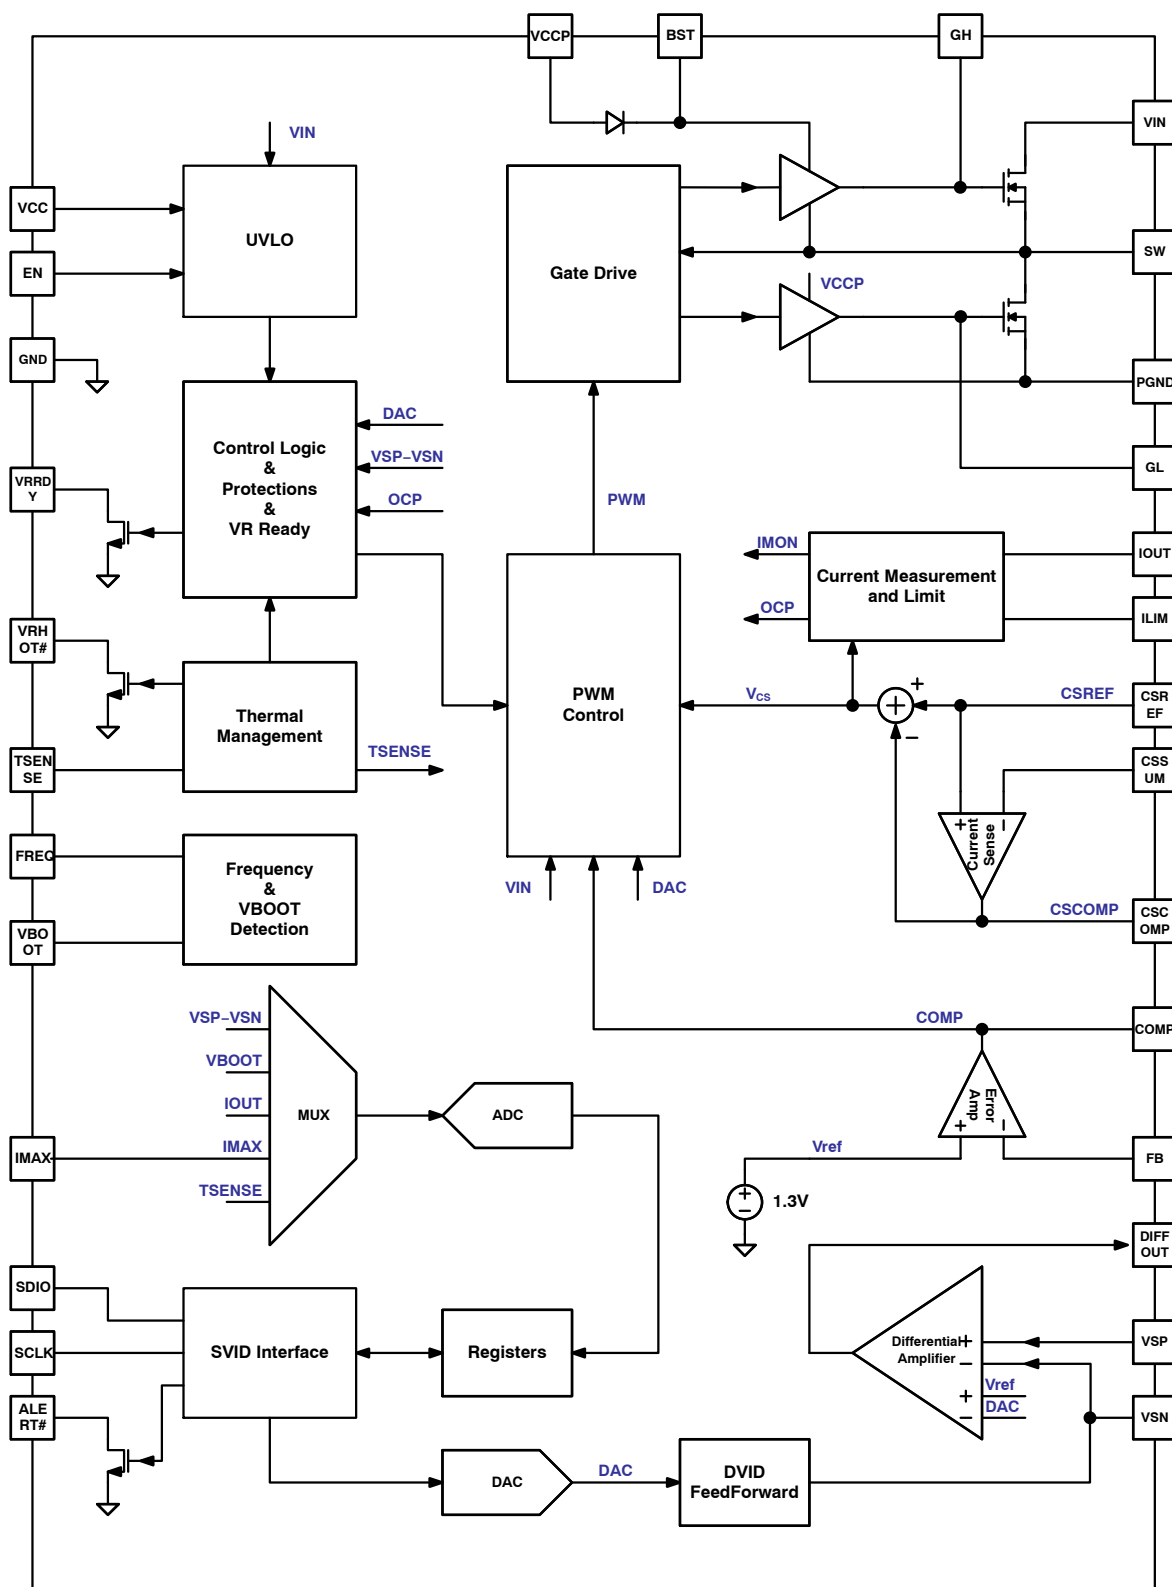 VCCP
BST
GH
VIN
VIN
VCC
UVLO
EN
SW
Gate Drive
VCCP
GND
PGND
DAC
Control Logic
&
Protections
&
VR Ready
VSP–VSN
OCP
VRRD
Y
GL
PWM
IMON
OCP
Current Measurement
and Limit
IOUT
ILIM
VRH
OT#
Thermal
Management
TSENSE
TSEN
SE
PWM
Control
VCS
+
+
−
CSREF
CSR
EF
CSS
UM
+
−
Current
Sense
FREQ
Frequency
&
VBOOT
Detection
VBO
OT
VIN
DAC
CSCOMP
CSC
OMP
VSP–VSN
VBOOT
IOUT
IMAX
TSENSE
MUX
ADC
IMAX
COMP
COMP
Error
Amp
+
−
Vref
FB
+
−
1.3V
DIFF
OUT
SDIO
SCLK
ALE
RT#
SVID Interface
Registers
Differential
Amplifier
+
−
+
−
Vref
DAC
VSP
VSN
DAC
DAC
DVID
FeedForward